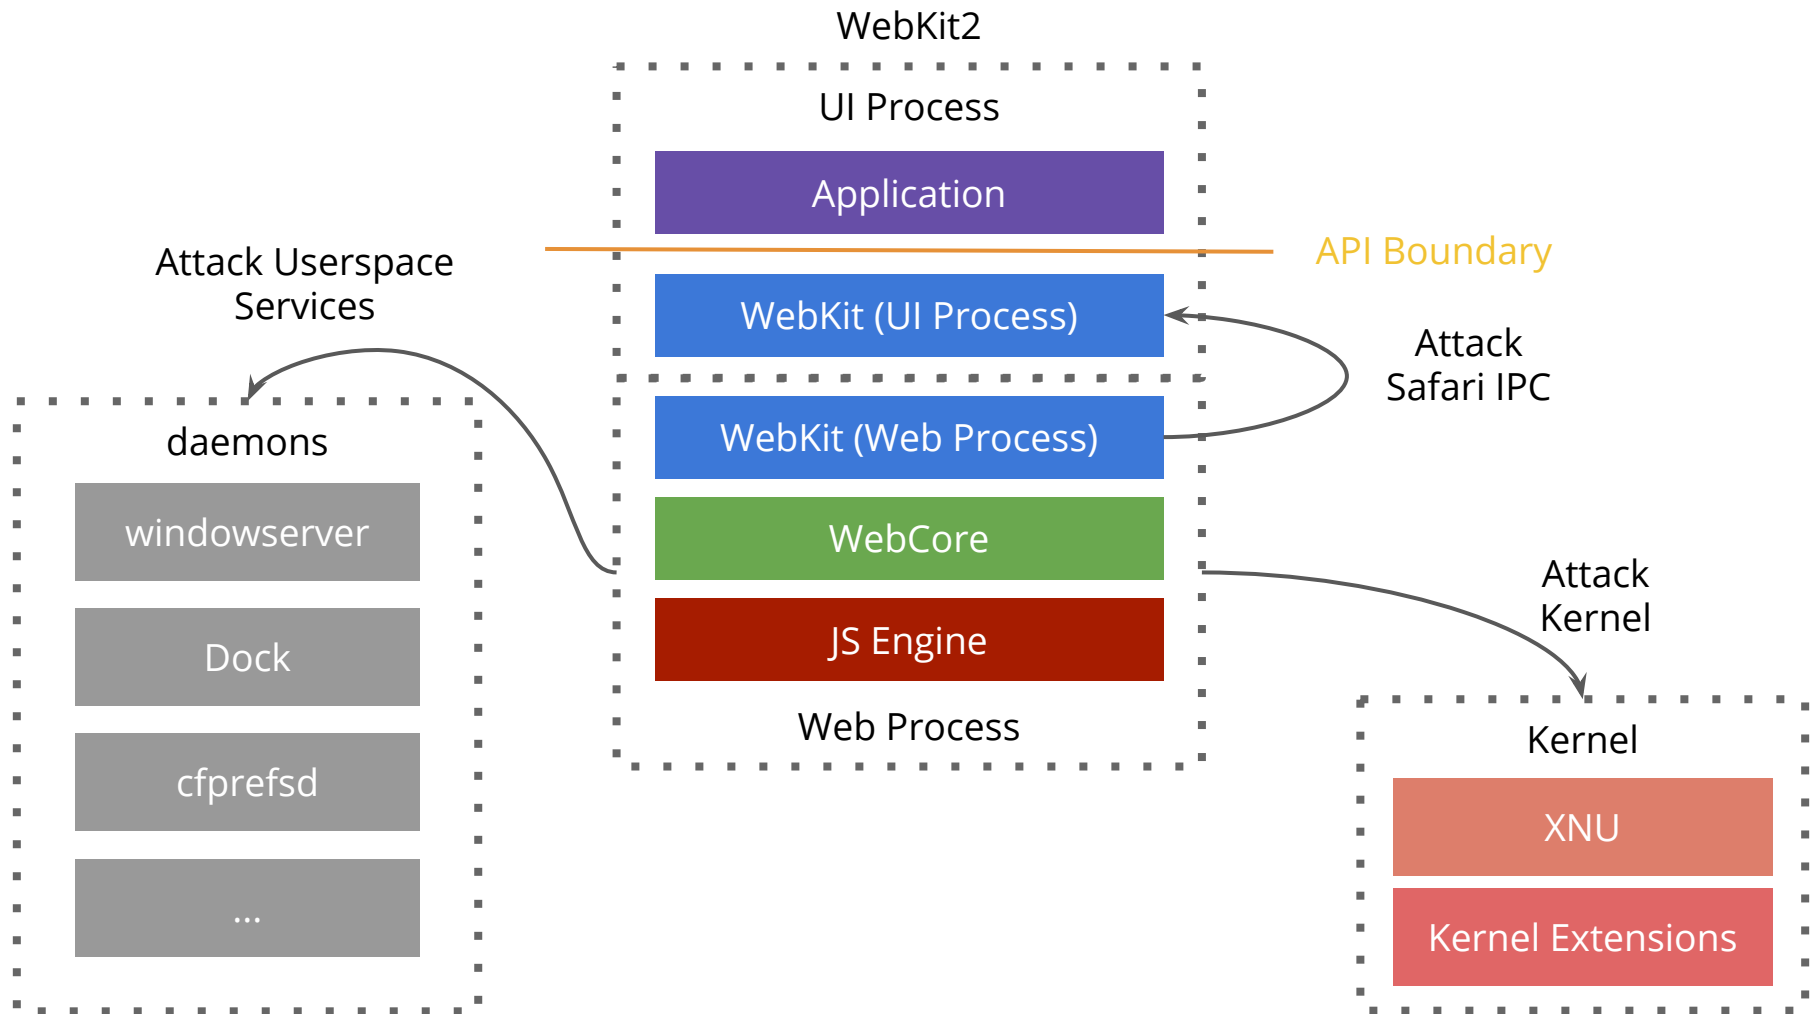 WebKit2
UI Process
Application
API Boundary
WebKit (UI Process)
Attack
Safari IPC
WebKit (Web Process)
WebCore
JS Engine
Web Process
Attack Userspace
Services
daemons
windowserver
Dock
cfprefsd
...
Attack
Kernel
Kernel
XNU
Kernel Extensions